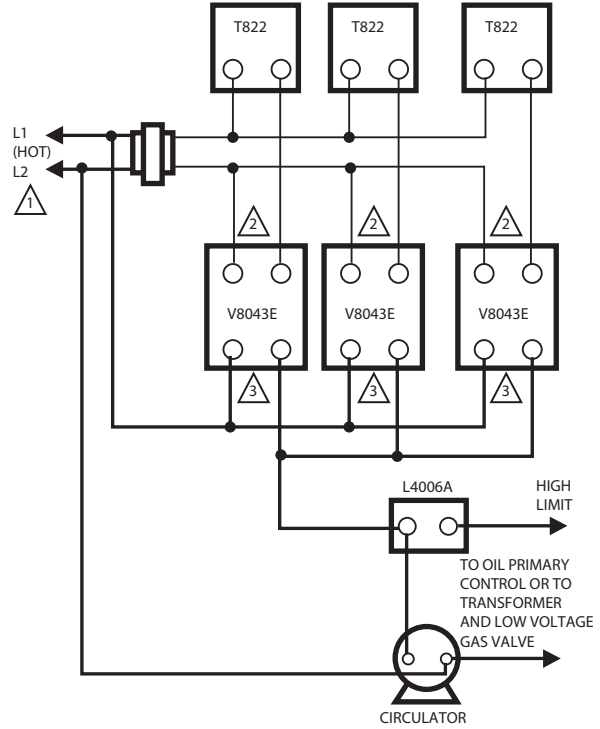 T822
T822
T822
L1
(HOT)
L2
1
2
2
2
V8043E
V8043E
V8043E
3
3
3
L4006A
HIGH
LIMIT
TO OIL PRIMARY
CONTROL OR TO
TRANSFORMER
AND LOW VOLTAGE
GAS VALVE
CIRCULATOR